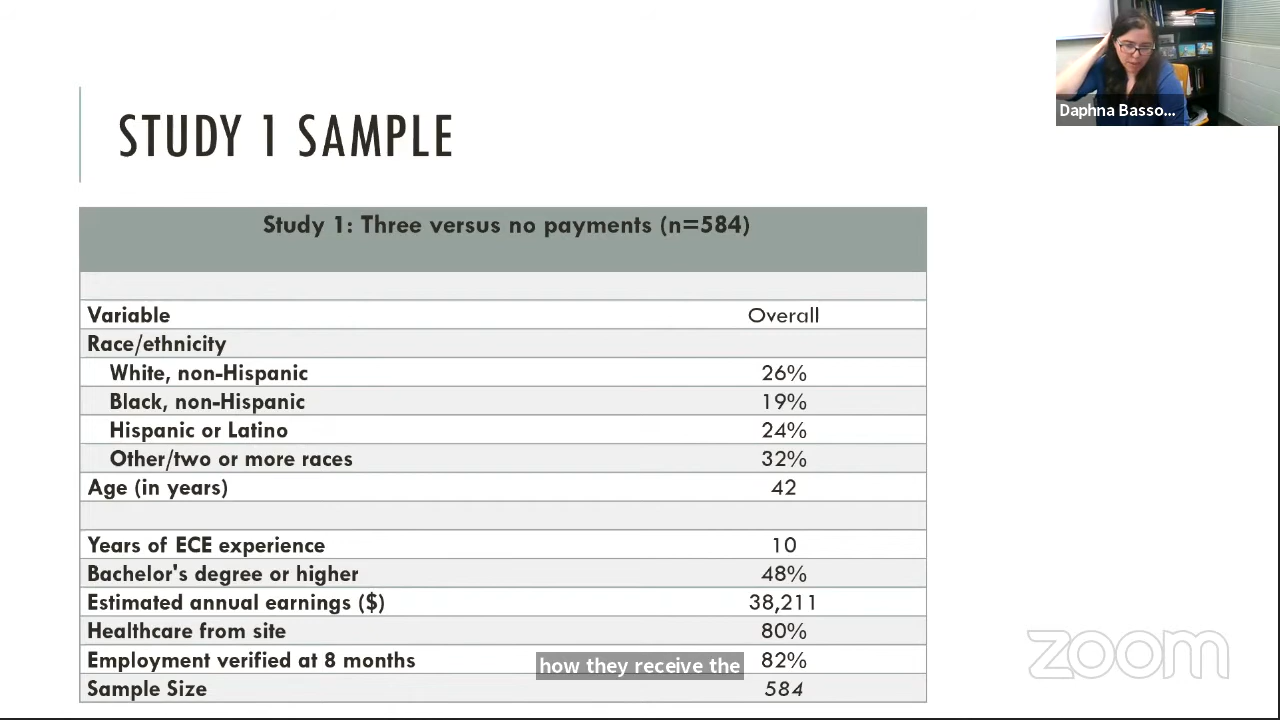 Daphna Basso...
STUDY 1 SAMPLE
Study 1: Three versus no payments (n=584)
Variable Overall
Race/ethnicity
White, non-Hispanic 26%
Black, non-Hispanic 19%
Hispanic or Latino 24%
Other/two or more races 32%
Age (in years) 42
Years of ECE experience 10
Bachelor's degree or higher 48%
Estimated annual earnings ($) 38,211
Healthcare from site 80%
Employment verified at 8 months 82%
how they receive the
Sample Size 584
zoom